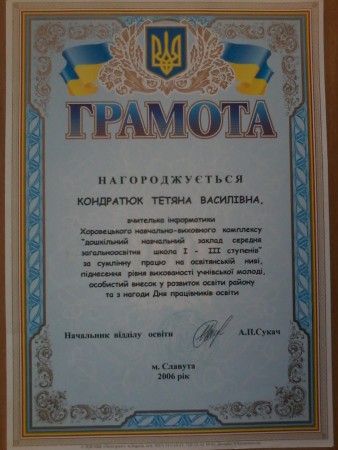 ГРАМОТА
НАГОРОДЖУЄТЬСЯ
КОНДРАТЮК ТЕТЯНА ВАСИЛІВНА,
вчителька інформатики
Хоровецького навчально-виховного комплексу
"дошкільний навчальний заклад середня
загальноосвітня школа І - ІІІ ступенів"
за сумлінну працю на освітянській ниві,
піднесення рівня вихованості учнівської молоді,
особистий внесок у розвиток освіти району
та з нагоди Дня працівників освіти
Начальник відділу освіти А.П.Сукач
м. Славута
2006 рік